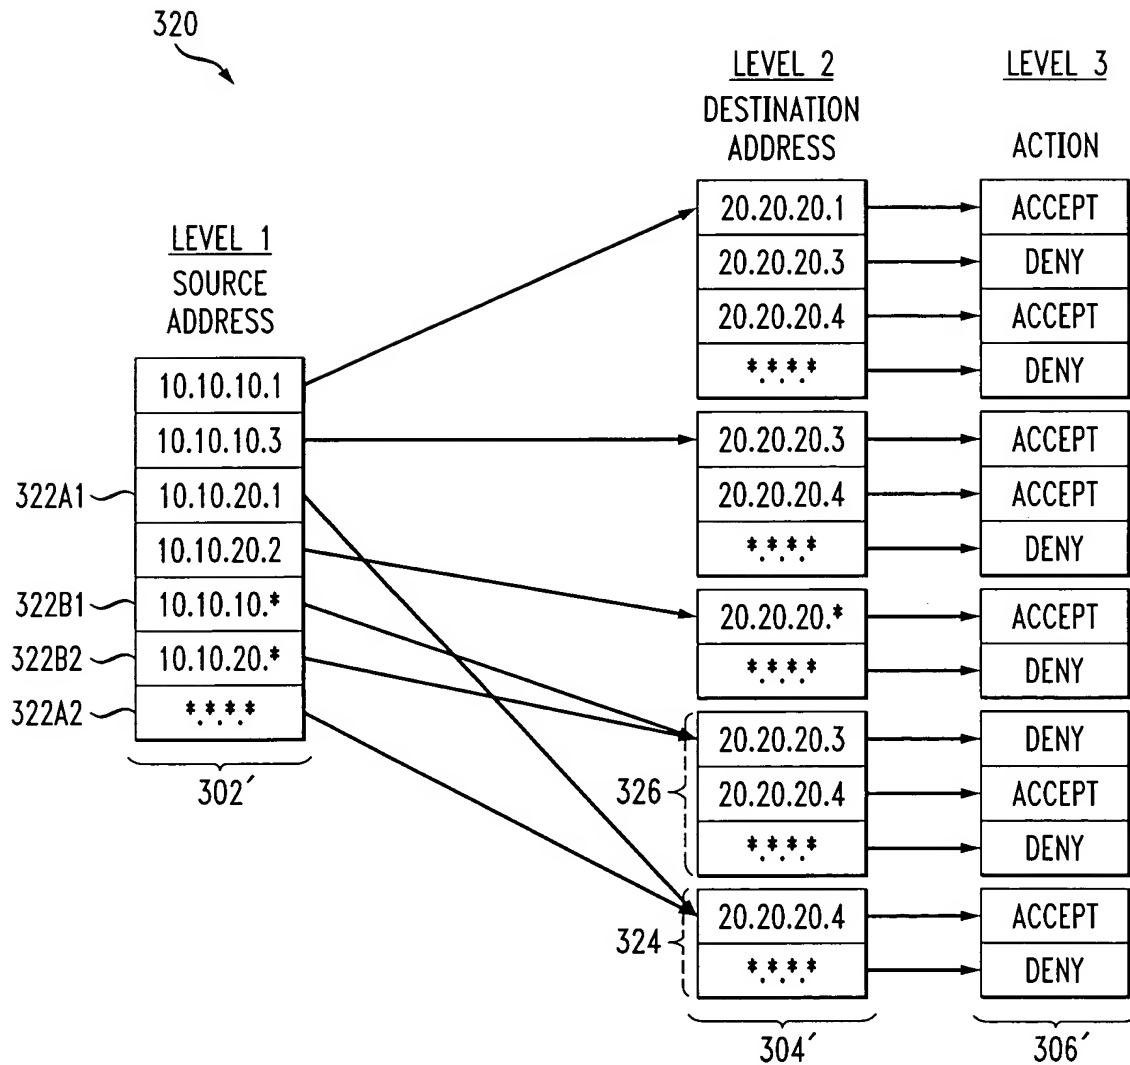 320
LEVEL 1
SOURCE
ADDRESS
10.10.10.1
10.10.10.3
322A1
10.10.20.1
10.10.20.2
322B1
10.10.10.*
322B2
10.10.20.*
322A2
*.*.*.*
302′
LEVEL 2
DESTINATION
ADDRESS
20.20.20.1
20.20.20.3
20.20.20.4
*.*.*.*
20.20.20.3
20.20.20.4
*.*.*.*
20.20.20.*
*.*.*.*
326
20.20.20.3
20.20.20.4
*.*.*.*
324
20.20.20.4
*.*.*.*
304′
LEVEL 3
ACTION
ACCEPT
DENY
ACCEPT
DENY
ACCEPT
ACCEPT
DENY
ACCEPT
DENY
DENY
ACCEPT
DENY
ACCEPT
DENY
306′